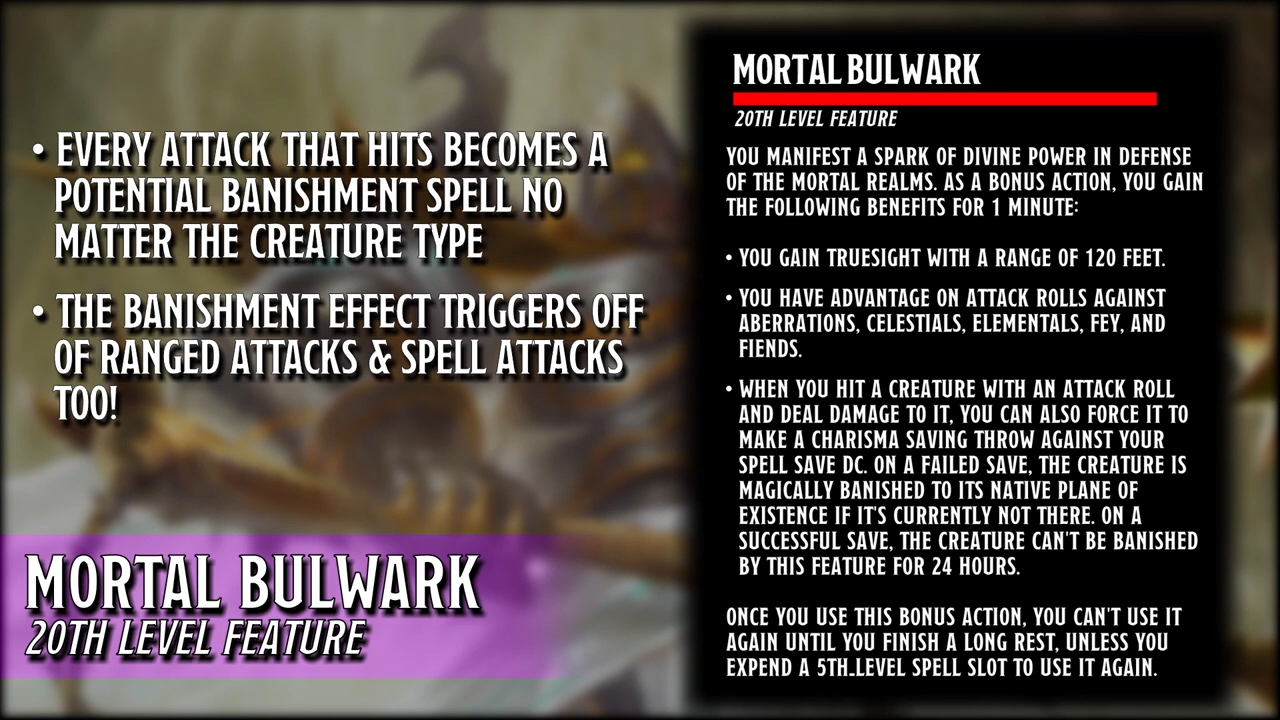 • EVERY ATTACK THAT HITS BECOMES A
POTENTIAL BANISHMENT SPELL NO
MATTER THE CREATURE TYPE
• THE BANISHMENT EFFECT TRIGGERS OFF
OF RANGED ATTACKS & SPELL ATTACKS
TOO!
MORTAL BULWARK
20TH LEVEL FEATURE
MORTAL BULWARK
20TH LEVEL FEATURE
YOU MANIFEST A SPARK OF DIVINE POWER IN DEFENSE
OF THE MORTAL REALMS. AS A BONUS ACTION, YOU GAIN
THE FOLLOWING BENEFITS FOR 1 MINUTE:
• YOU GAIN TRUESIGHT WITH A RANGE OF 120 FEET.
• YOU HAVE ADVANTAGE ON ATTACK ROLLS AGAINST
ABERRATIONS, CELESTIALS, ELEMENTALS, FEY, AND
FIENDS.
• WHEN YOU HIT A CREATURE WITH AN ATTACK ROLL
AND DEAL DAMAGE TO IT, YOU CAN ALSO FORCE IT TO
MAKE A CHARISMA SAVING THROW AGAINST YOUR
SPELL SAVE DC. ON A FAILED SAVE, THE CREATURE IS
MAGICALLY BANISHED TO ITS NATIVE PLANE OF
EXISTENCE IF IT'S CURRENTLY NOT THERE. ON A
SUCCESSFUL SAVE, THE CREATURE CAN'T BE BANISHED
BY THIS FEATURE FOR 24 HOURS.
ONCE YOU USE THIS BONUS ACTION, YOU CAN'T USE IT
AGAIN UNTIL YOU FINISH A LONG REST, UNLESS YOU
EXPEND A 5TH-LEVEL SPELL SLOT TO USE IT AGAIN.